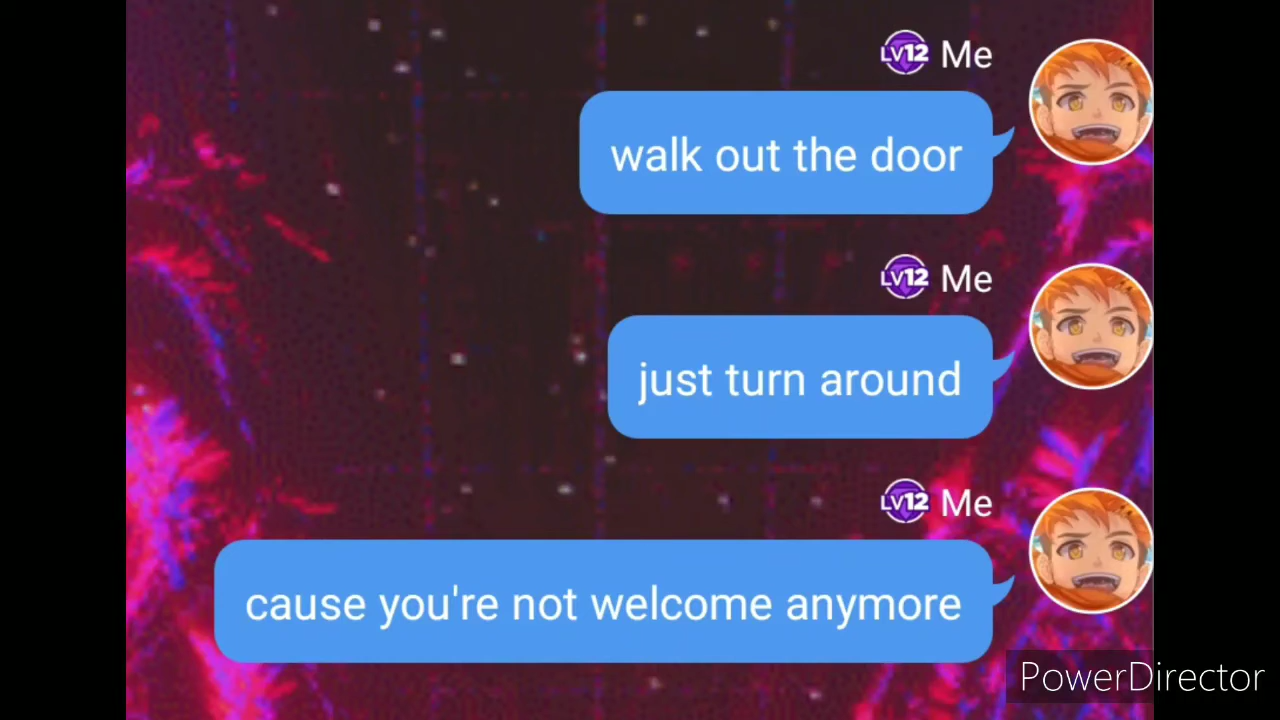 LV12 Me
walk out the door
LV12 Me
just turn around
LV12 Me
cause you're not welcome anymore
PowerDirector